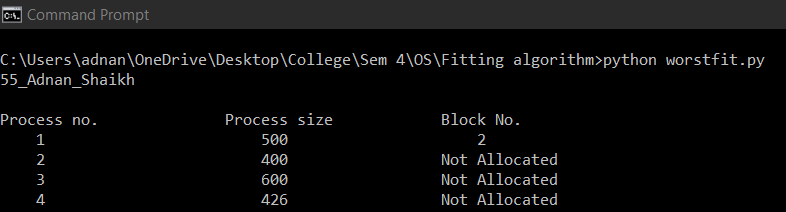 Command Prompt
C:\Users\adnan\OneDrive\Desktop\College\Sem 4\OS\Fitting algorithm>python worstfit.py
55_Adnan_Shaikh
Process no. Process size Block No.
1 500 2
2 400 Not Allocated
3 600 Not Allocated
4 426 Not Allocated